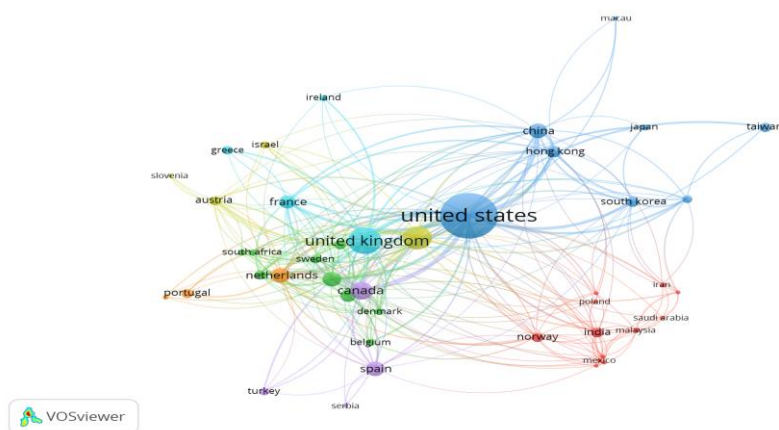 macau
ireland
china
japan
taiwan
hong kong
greece
israel
slovenia
austria
france
south korea
united states
united kingdom
south africa
sweden
netherlands
portugal
canada
iran
poland
denmark
saudi arabia
norway
india
malaysia
belgium
mexico
spain
turkey
serbia
VOSviewer